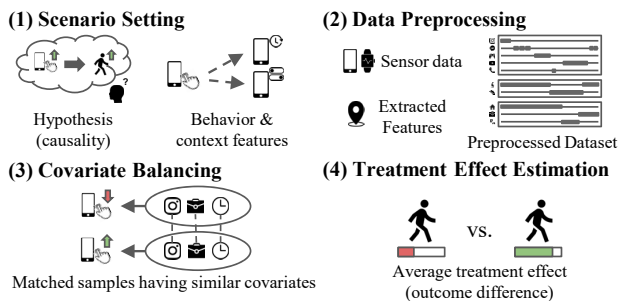 (1) Scenario Setting
?
Hypothesis
(causality)
Behavior &
context features
(2) Data Preprocessing
Sensor data
Extracted
Features
Preprocessed Dataset
(3) Covariate Balancing
Matched samples having similar covariates
(4) Treatment Effect Estimation
vs.
Average treatment effect
(outcome difference)